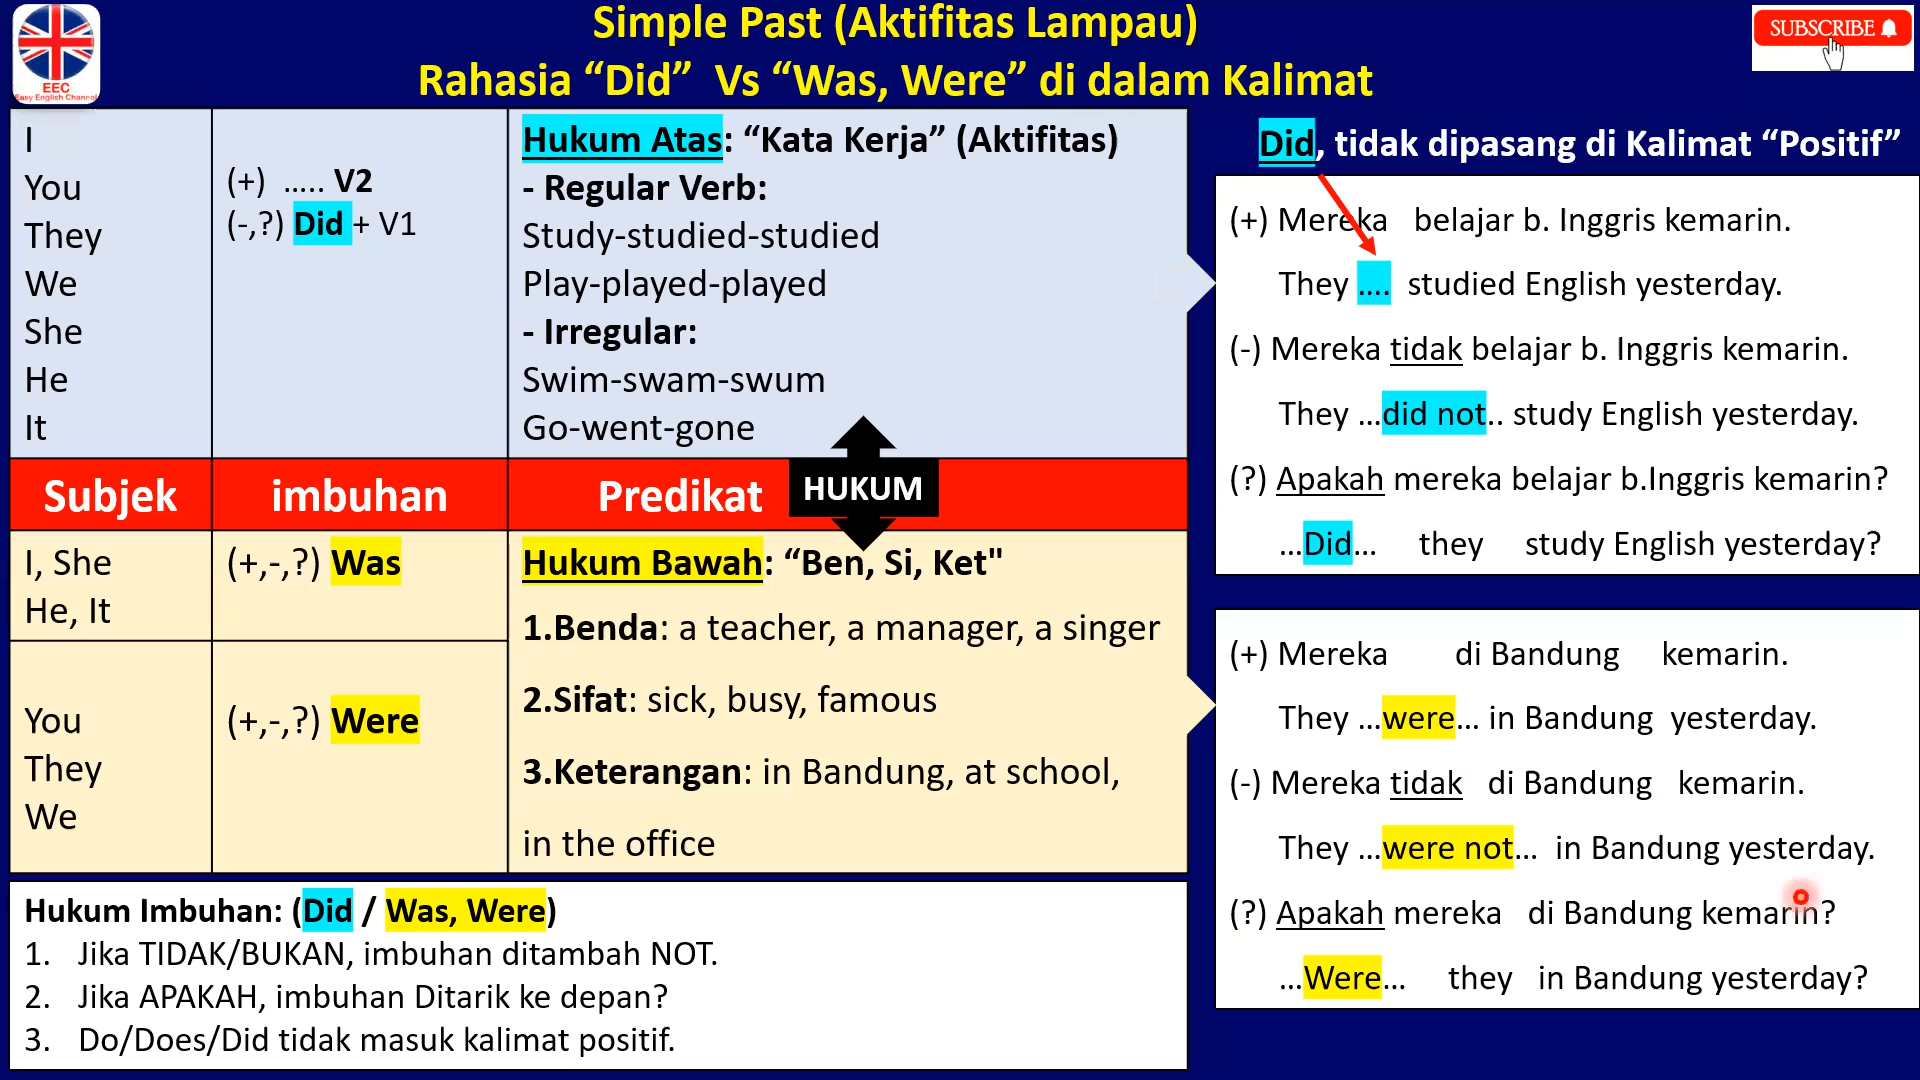 EEC
Easy English Channel
Simple Past (Aktifitas Lampau)
Rahasia “Did” Vs “Was, Were” di dalam Kalimat
SUBSCRIBE
I
You
They
We
She
He
It
(+) ..... V2
(-,?) Did + V1
Hukum Atas: “Kata Kerja” (Aktifitas)
- Regular Verb:
Study-studied-studied
Play-played-played
- Irregular:
Swim-swam-swum
Go-went-gone
Subjek imbuhan Predikat HUKUM
I, She
He, It
(+,-,?) Was
You
They
We
(+,-,?) Were
Hukum Bawah: “Ben, Si, Ket"
1.Benda: a teacher, a manager, a singer
2.Sifat: sick, busy, famous
3.Keterangan: in Bandung, at school,
in the office
Hukum Imbuhan: (Did / Was, Were)
1. Jika TIDAK/BUKAN, imbuhan ditambah NOT.
2. Jika APAKAH, imbuhan Ditarik ke depan?
3. Do/Does/Did tidak masuk kalimat positif.
Did, tidak dipasang di Kalimat “Positif”
(+) Mereka belajar b. Inggris kemarin.
They .... studied English yesterday.
(-) Mereka tidak belajar b. Inggris kemarin.
They ...did not.. study English yesterday.
(?) Apakah mereka belajar b.Inggris kemarin?
...Did... they study English yesterday?
(+) Mereka di Bandung kemarin.
They ...were... in Bandung yesterday.
(-) Mereka tidak di Bandung kemarin.
They ...were not... in Bandung yesterday.
(?) Apakah mereka di Bandung kemarin?
...Were... they in Bandung yesterday?